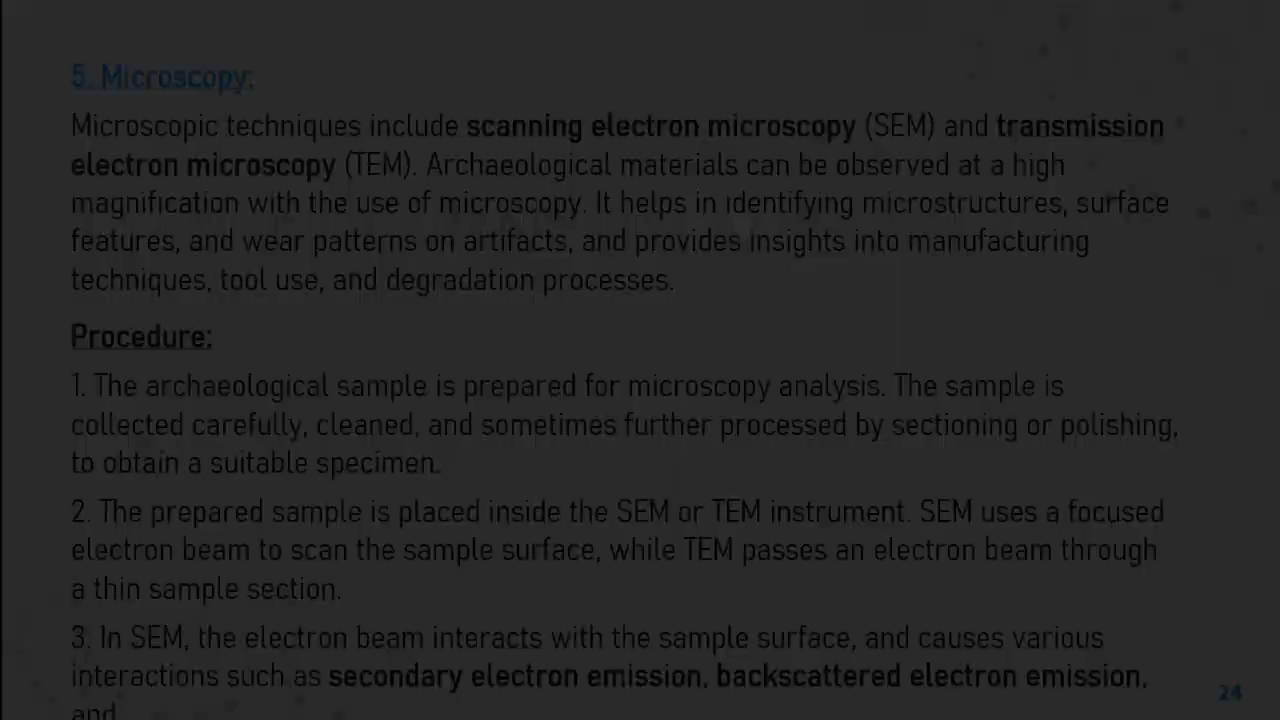 5. Microscopy:
Microscopic techniques include scanning electron microscopy (SEM) and transmission
electron microscopy (TEM). Archaeological materials can be observed at a high
magnification with the use of microscopy. It helps in identifying microstructures, surface
features, and wear patterns on artifacts, and provides insights into manufacturing
techniques, tool use, and degradation processes.
Procedure:
1. The archaeological sample is prepared for microscopy analysis. The sample is
collected carefully, cleaned, and sometimes further processed by sectioning or polishing,
to obtain a suitable specimen.
2. The prepared sample is placed inside the SEM or TEM instrument. SEM uses a focused
electron beam to scan the sample surface, while TEM passes an electron beam through
a thin sample section.
3. In SEM, the electron beam interacts with the sample surface, and causes various
interactions such as secondary electron emission, backscattered electron emission,
and
24